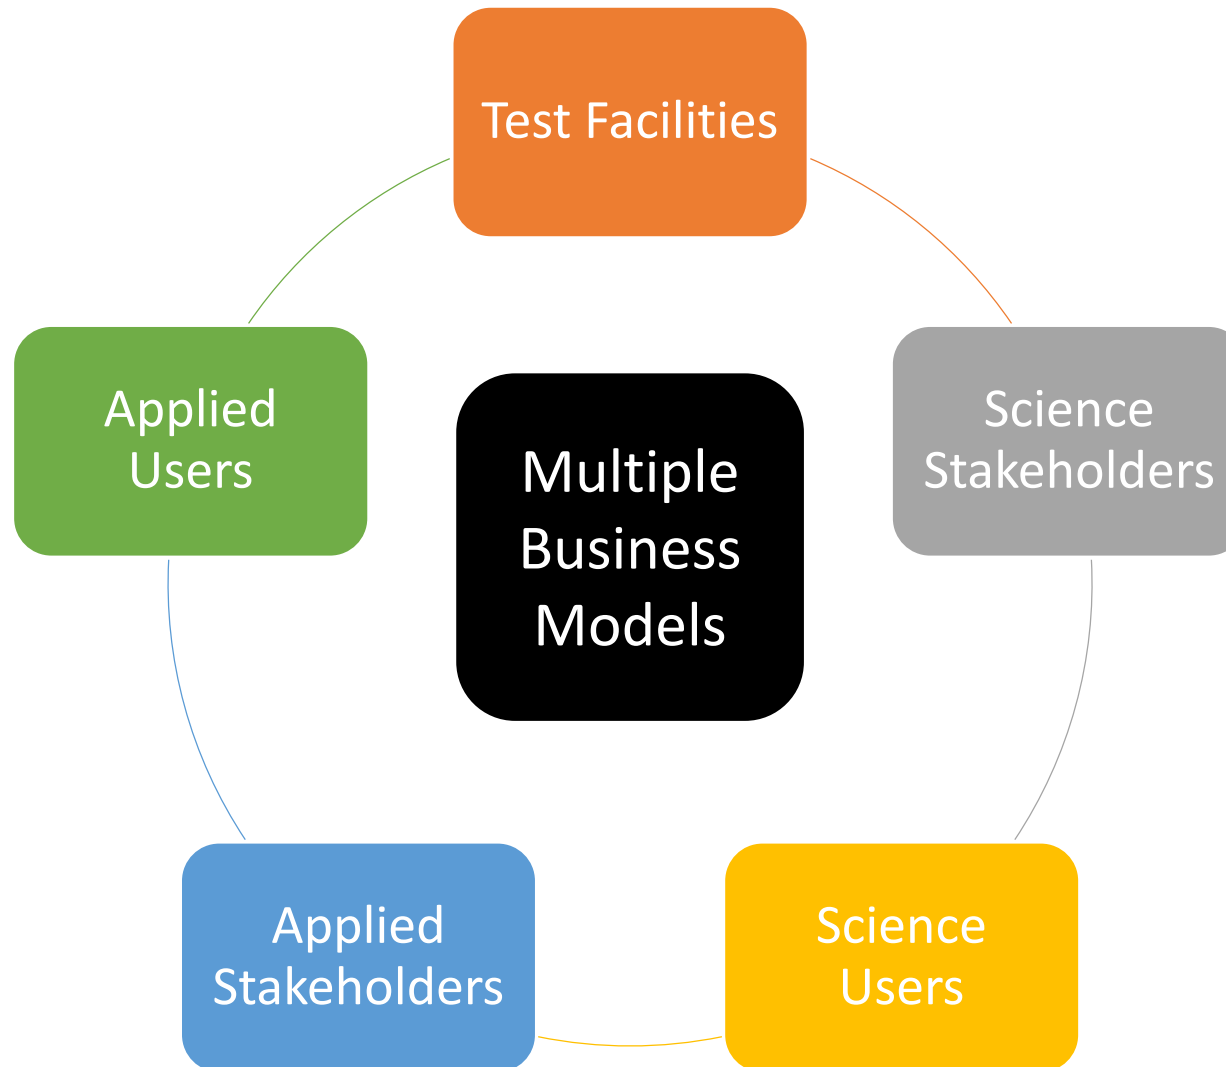 Test Facilities
Applied
Users
Science
Stakeholders
Multiple
Business
Models
Applied
Stakeholders
Science
Users